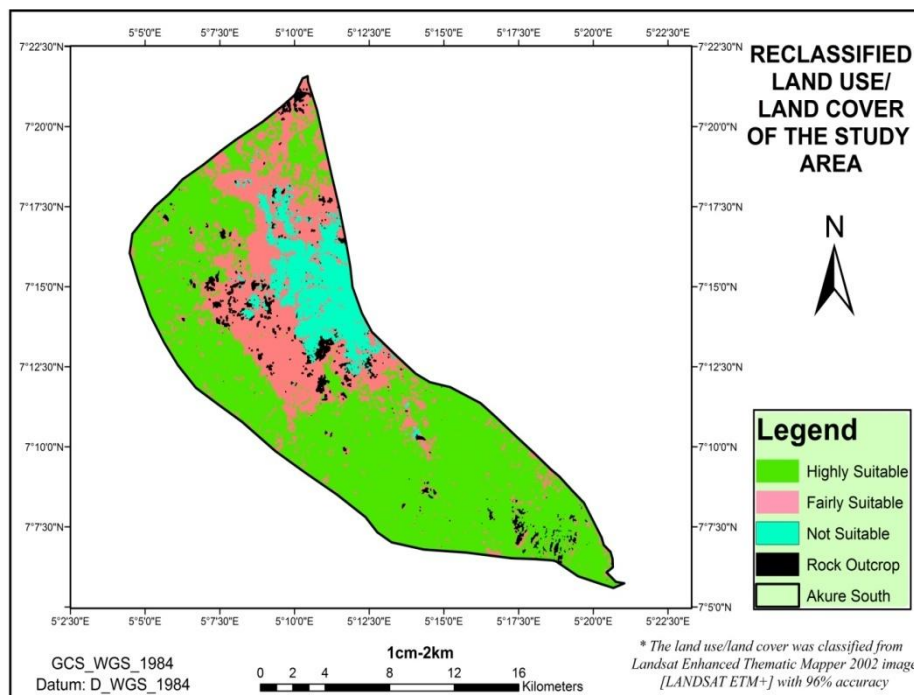 RECLASSIFIED
LAND USE/
LAND COVER
OF THE STUDY
AREA
N
5°5'0"E 5°7'30"E 5°10'0"E 5°12'30"E 5°15'0"E 5°17'30"E 5°20'0"E 5°22'30"E
7°22'30"N 7°22'30"N
7°20'0"N 7°20'0"N
7°17'30"N 7°17'30"N
7°15'0"N 7°15'0"N
7°12'30"N 7°12'30"N
7°10'0"N 7°10'0"N
7°7'30"N 7°7'30"N
7°5'0"N
5°2'30"E 5°5'0"E 5°7'30"E 5°10'0"E 5°12'30"E 5°15'0"E 5°17'30"E 5°20'0"E 5°22'30"E
Legend
Highly Suitable
Fairly Suitable
Not Suitable
Rock Outcrop
Akure South
GCS_WGS_1984
Datum: D_WGS_1984
1cm-2km
0 2 4 8 12 16
Kilometers
* The land use/land cover was classified from
Landsat Enhanced Thematic Mapper 2002 image
[LANDSAT ETM+] with 96% accuracy